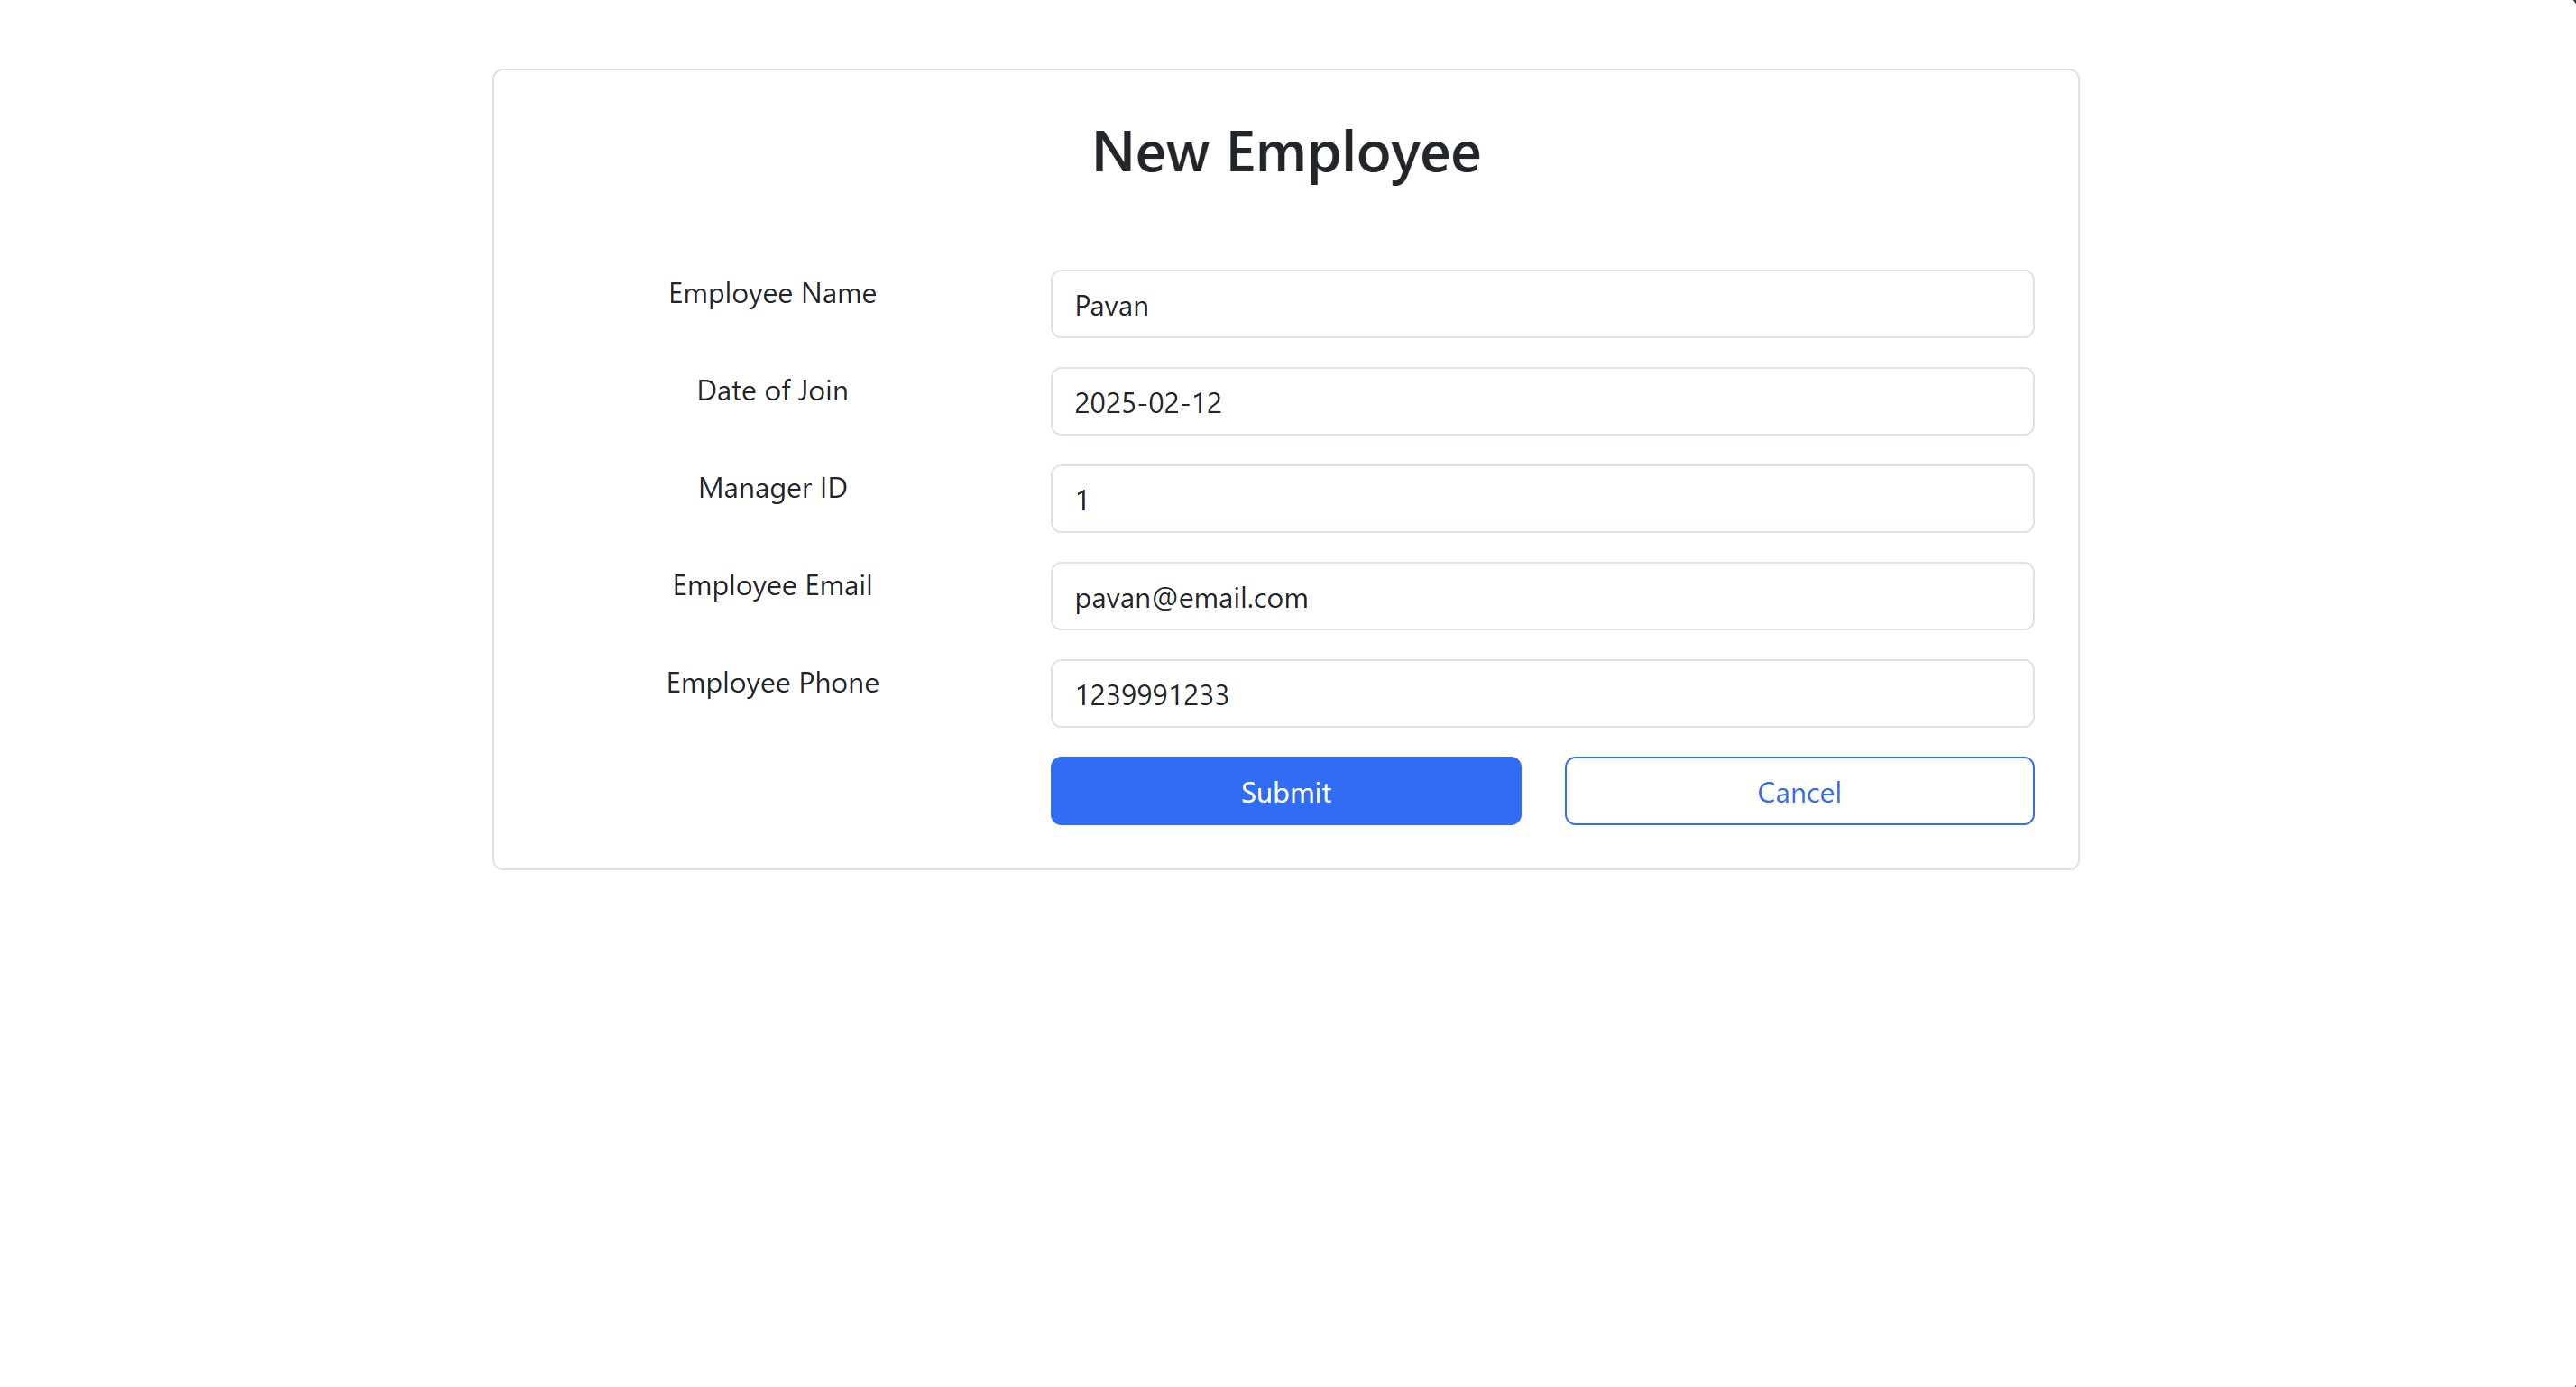 New Employee
Employee Name
Pavan
Date of Join
2025-02-12
Manager ID
1
Employee Email
pavan@email.com
Employee Phone
1239991233
Submit
Cancel